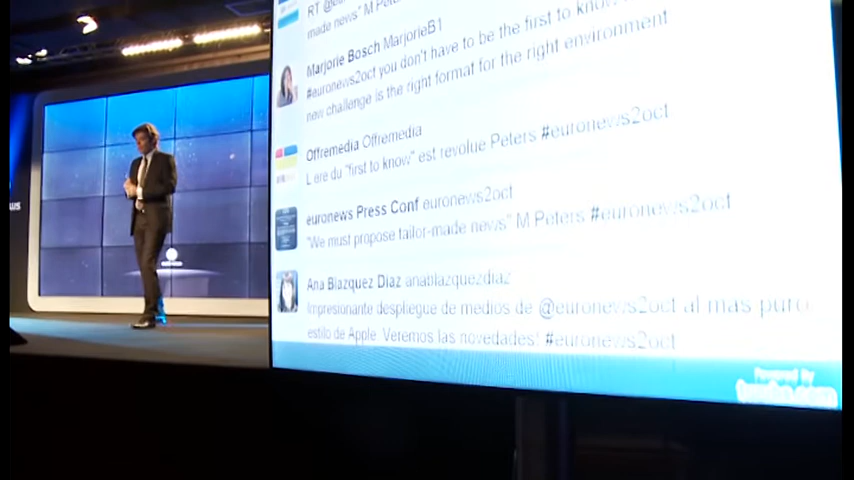 RT
made news" M Peters
Marjorie Bosch MarjorieB1
#euronews2oct you don't have to be the first to know
new challenge is the right format for the right environment
Offremedia Offremedia
L ere du "first to know" est revolue Peters #euronews2oct
euronews Press Conf euronews2oct
"We must propose tailor-made news" M Peters #euronews2oct
Ana Blazquez Diaz anablazquezdiaz
Impresionante despliegue de medios de @euronews2oct al mas puro
estilo de Apple. Veremos las novedades! #euronews2oct
Powered by